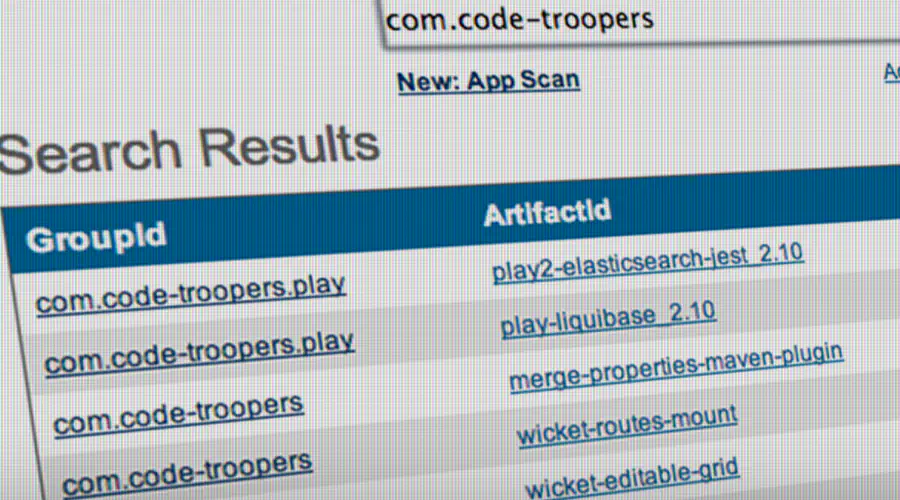 com.code-troopers
New: App Scan
Search Results
GroupId ArtifactId
com.code-troopers.play play2-elasticsearch-jest_2.10
com.code-troopers.play play-liquibase_2.10
com.code-troopers merge-properties-maven-plugin
com.code-troopers wicket-routes-mount
wicket-editable-grid